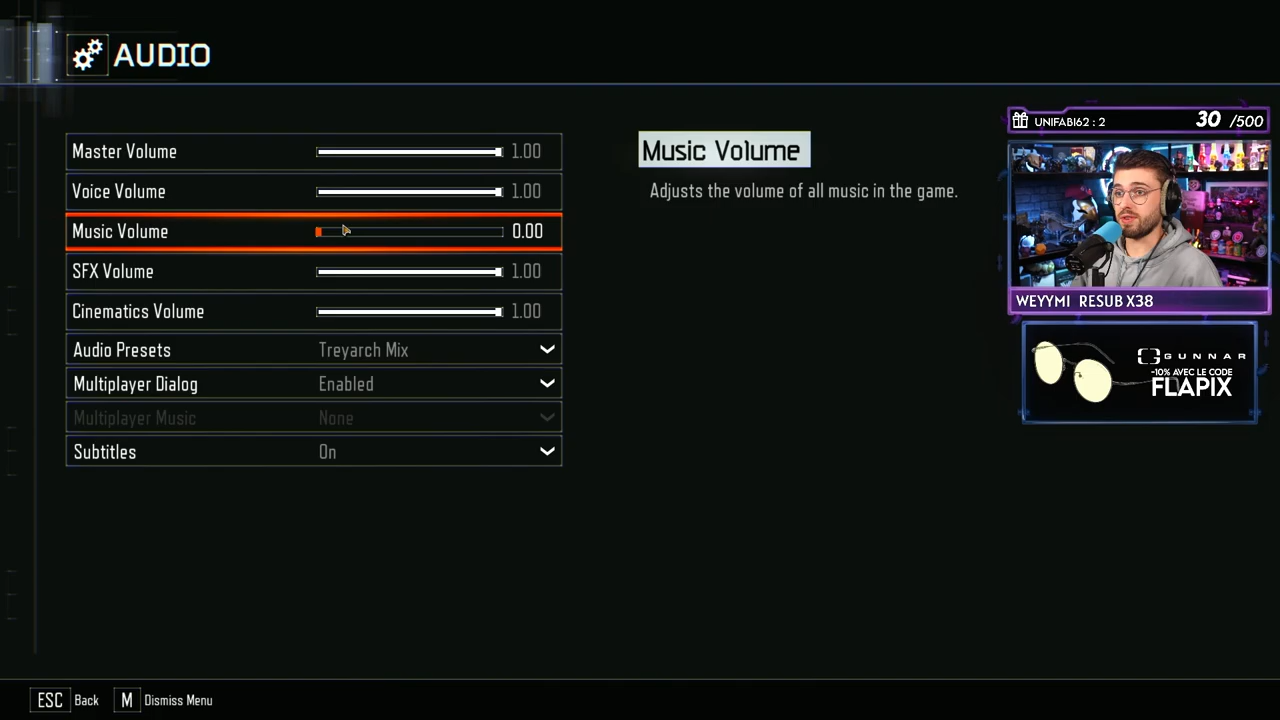 AUDIO
Master Volume 1.00
Voice Volume 1.00
Music Volume 0.00
SFX Volume 1.00
Cinematics Volume 1.00
Audio Presets Treyarch Mix
Multiplayer Dialog Enabled
Multiplayer Music None
Subtitles On
Music Volume
Adjusts the volume of all music in the game.
UNIFABI62 : 2 30 /500
WEYYMI RESUB X38
GUNNAR
-10% AVEC LE CODE
FLAPIX
ESC Back M Dismiss Menu